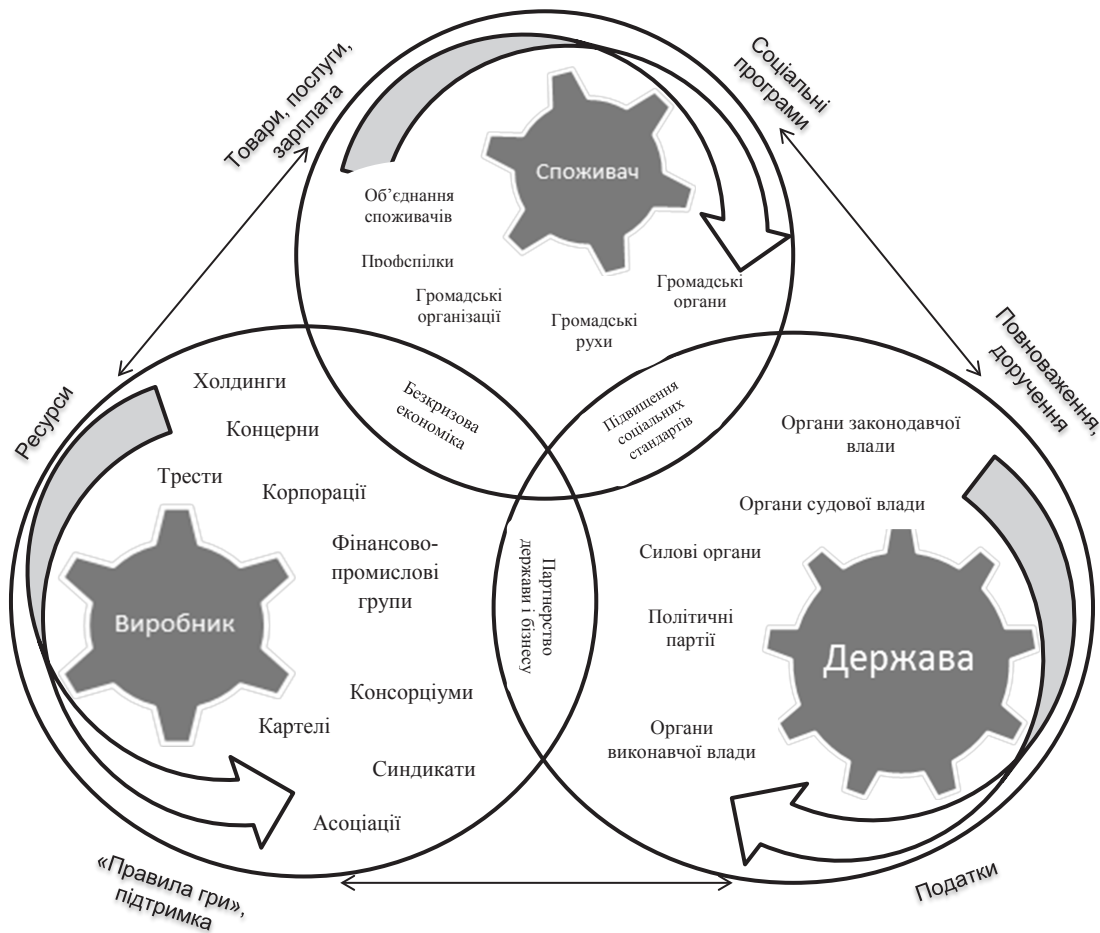 Товари, послуги,
зарплата
Соціальні
програми
Споживач
Об’єднання
споживачів
Профспілки
Громадські
організації
Громадські
рухи
Громадські
органи
Повноваження,
доручення
Ресурси
Безкризова
економіка
Підвищення
соціальних
стандартів
Партнерство
держави і бізнесу
Холдинги
Концерни
Трести
Корпорації
Фінансово-
промислові
групи
Виробник
Консорціуми
Картелі
Синдикати
Асоціації
Органи законодавчої
влади
Органи судової влади
Силові органи
Політичні
партії
Держава
Органи
виконавчої влади
«Правила гри»,
підтримка
Податки